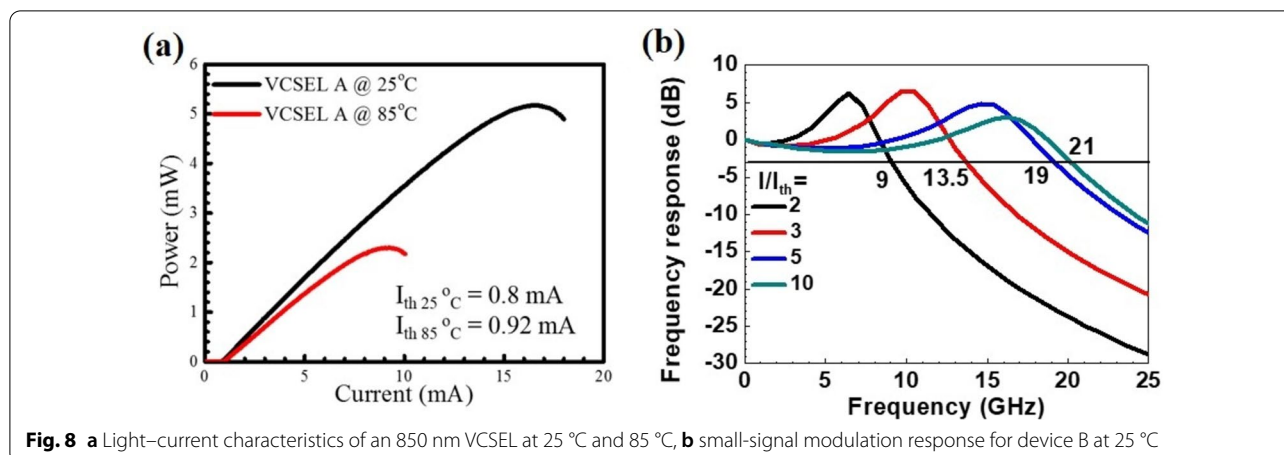 (a)
6
5
4
3
2
1
0
Power (mW)
VCSEL A @ 25°C
VCSEL A @ 85°C
I_th 25 °C = 0.8 mA
I_th 85 °C = 0.92 mA
0 5 10 15 20
Current (mA)
(b)
10
5
0
-5
-10
-15
-20
-25
-30
Frequency response (dB)
9 13.5 19 21
I/I_th=
2
3
5
10
0 5 10 15 20 25
Frequency (GHz)
Fig. 8 a Light–current characteristics of an 850 nm VCSEL at 25 °C and 85 °C, b small-signal modulation response for device B at 25 °C